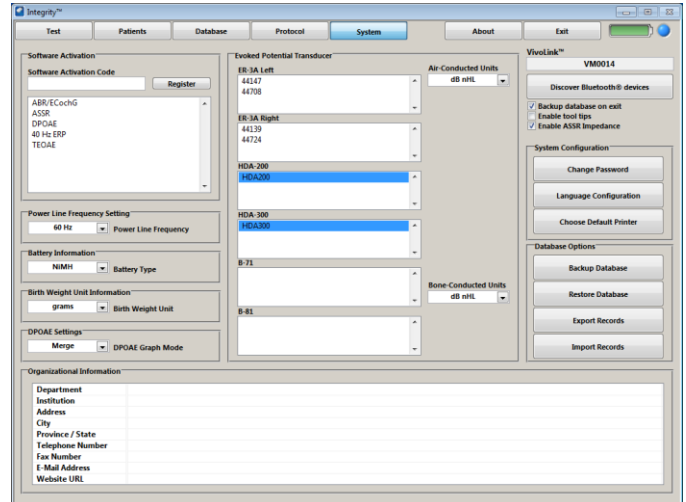 Integrity™
Test Patients Database Protocol System About Exit
Software Activation
Software Activation Code
Register
ABR/ECochG
ASSR
DPOAE
40 Hz ERP
TEOAE
Power Line Frequency Setting
60 Hz Power Line Frequency
Battery Information
NiMH Battery Type
Birth Weight Unit Information
grams Birth Weight Unit
DPOAE Settings
Merge DPOAE Graph Mode
Evoked Potential Transducer
ER-3A Left
44147
44708
ER-3A Right
44139
44724
HDA-200
HDA200
HDA-300
HDA300
B-71
B-81
Air-Conducted Units
dB nHL
Bone-Conducted Units
dB nHL
VivoLink™
VM0014
Discover Bluetooth® devices
Backup database on exit
Enable tool tips
Enable ASSR Impedance
System Configuration
Change Password
Language Configuration
Choose Default Printer
Database Options
Backup Database
Restore Database
Export Records
Import Records
Organizational Information
Department
Institution
Address
City
Province / State
Telephone Number
Fax Number
E-Mail Address
Website URL